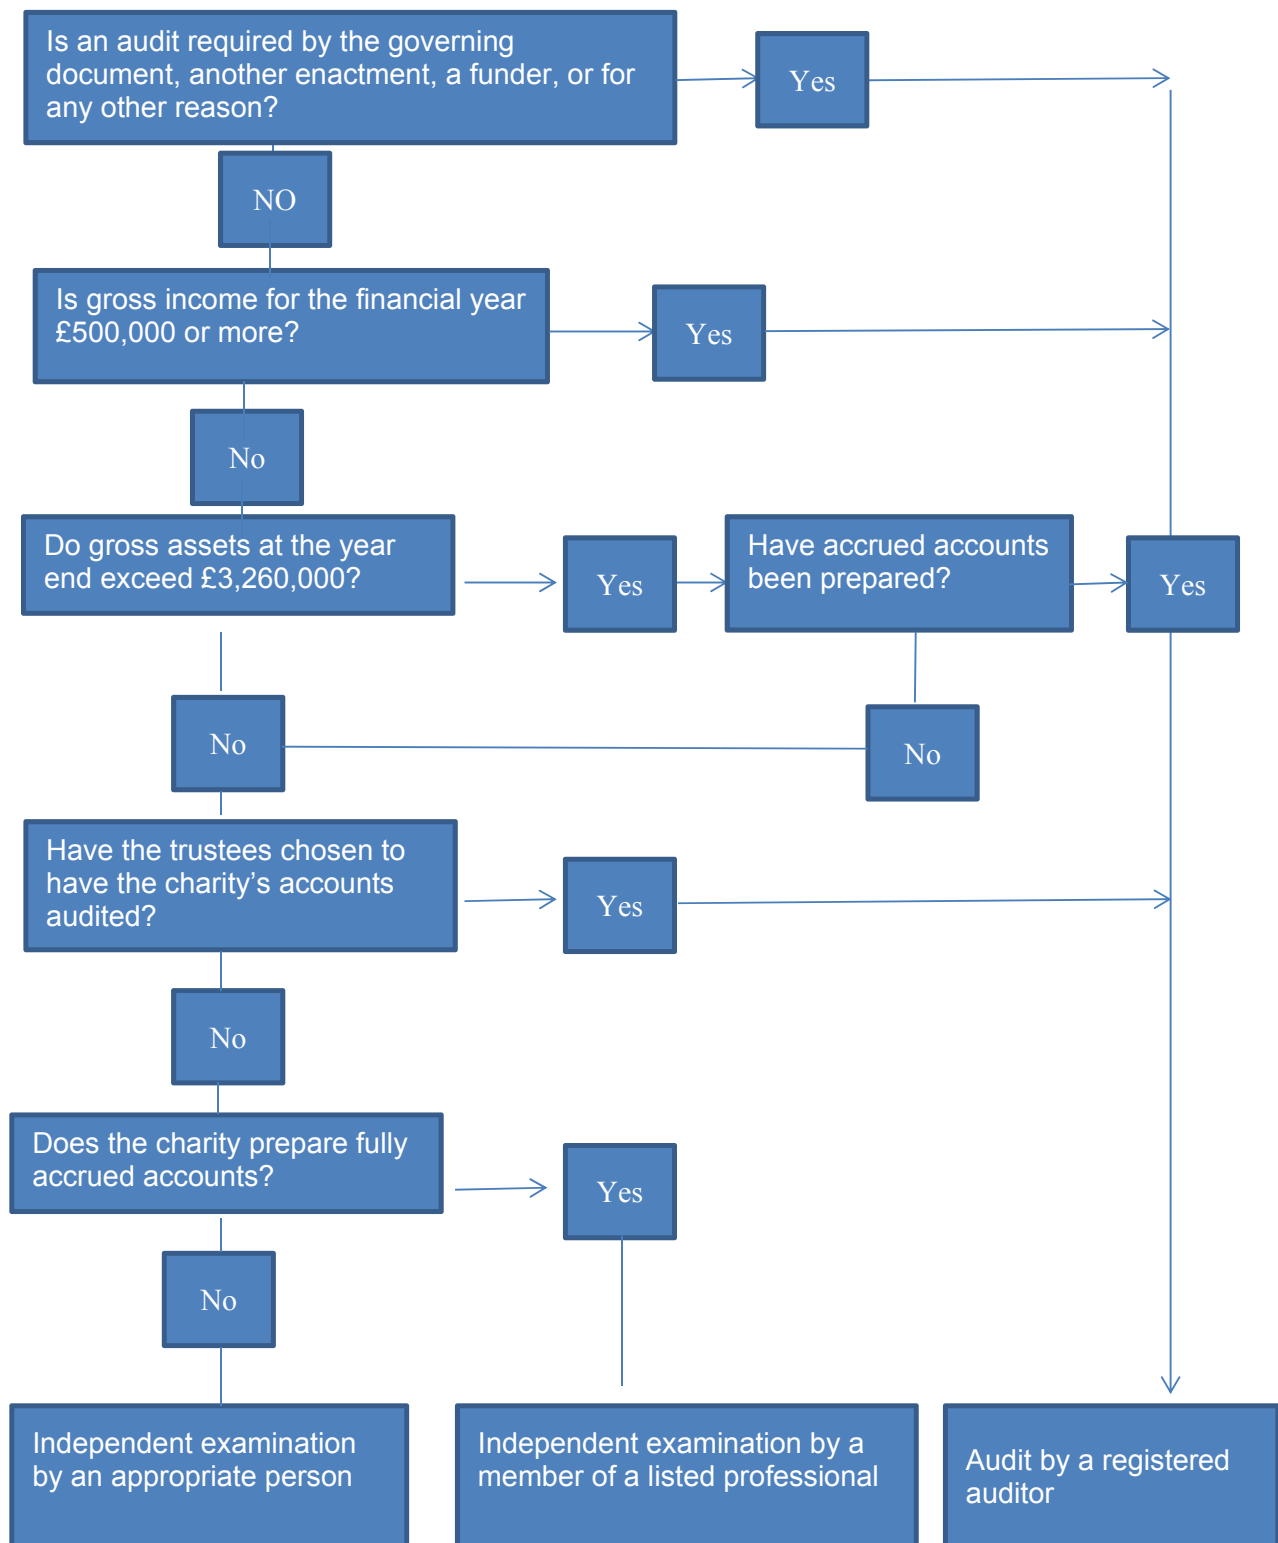 Is an audit required by the governing
document, another enactment, a funder, or for
any other reason?
Yes
NO
Is gross income for the financial year
£500,000 or more?
Yes
No
Do gross assets at the year
end exceed £3,260,000?
Yes
Have accrued accounts
been prepared?
Yes
No
No
Have the trustees chosen to
have the charity’s accounts
audited?
Yes
No
Does the charity prepare fully
accrued accounts?
Yes
No
Independent examination
by an appropriate person
Independent examination by a
member of a listed professional
Audit by a registered
auditor